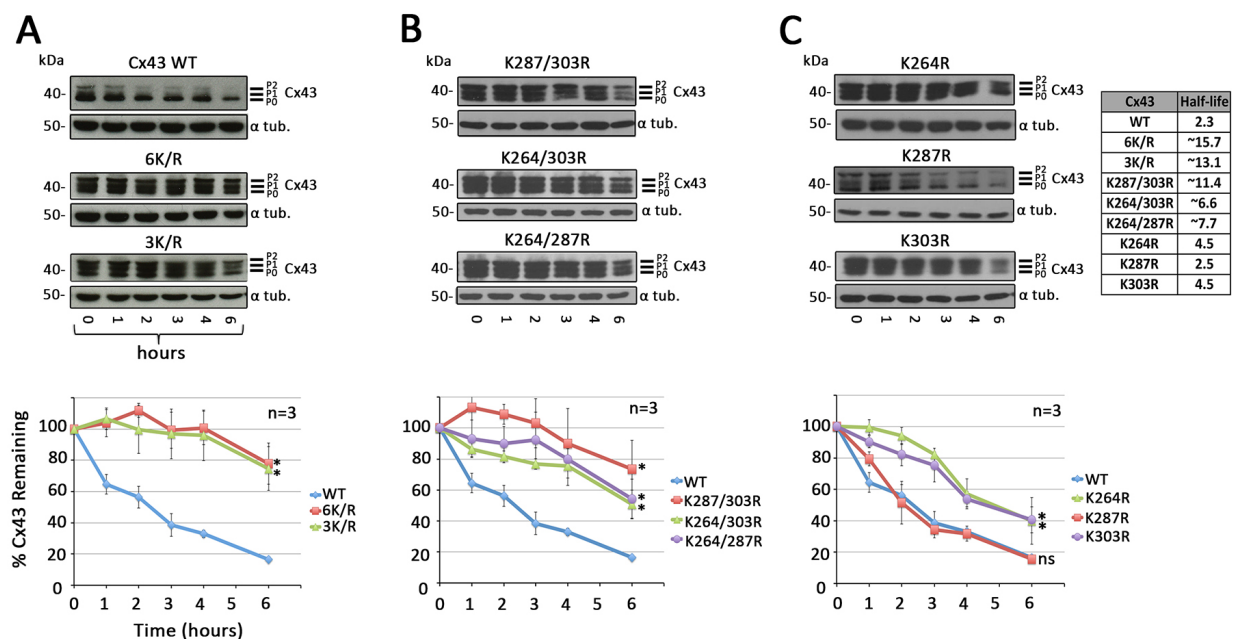 A
kDa
Cx43 WT
40-
P2
P1
P0
Cx43
50-
α tub.
6K/R
40-
P2
P1
P0
Cx43
50-
α tub.
3K/R
40-
P2
P1
P0
Cx43
50-
α tub.
0 1 2 3 4 6
hours
B
kDa
K287/303R
40-
P2
P1
P0
Cx43
50-
α tub.
K264/303R
40-
P2
P1
P0
Cx43
50-
α tub.
K264/287R
40-
P2
P1
P0
Cx43
50-
α tub.
0 1 2 3 4 6
C
kDa
K264R
40-
P2
P1
P0
Cx43
50-
α tub.
K287R
40-
P2
P1
P0
Cx43
50-
α tub.
K303R
40-
P2
P1
P0
Cx43
50-
α tub.
0 1 2 3 4 6
Cx43 Half-life
WT 2.3
6K/R ~15.7
3K/R ~13.1
K287/303R ~11.4
K264/303R ~6.6
K264/287R ~7.7
K264R 4.5
K287R 2.5
K303R 4.5
% Cx43 Remaining
100
80
60
40
20
0
n=3
*
*
WT
6K/R
3K/R
0 1 2 3 4 5 6
Time (hours)
100
80
60
40
20
0
n=3
*
*
*
WT
K287/303R
K264/303R
K264/287R
0 1 2 3 4 5 6
100
80
60
40
20
0
n=3
*
*
ns
WT
K264R
K287R
K303R
0 1 2 3 4 5 6